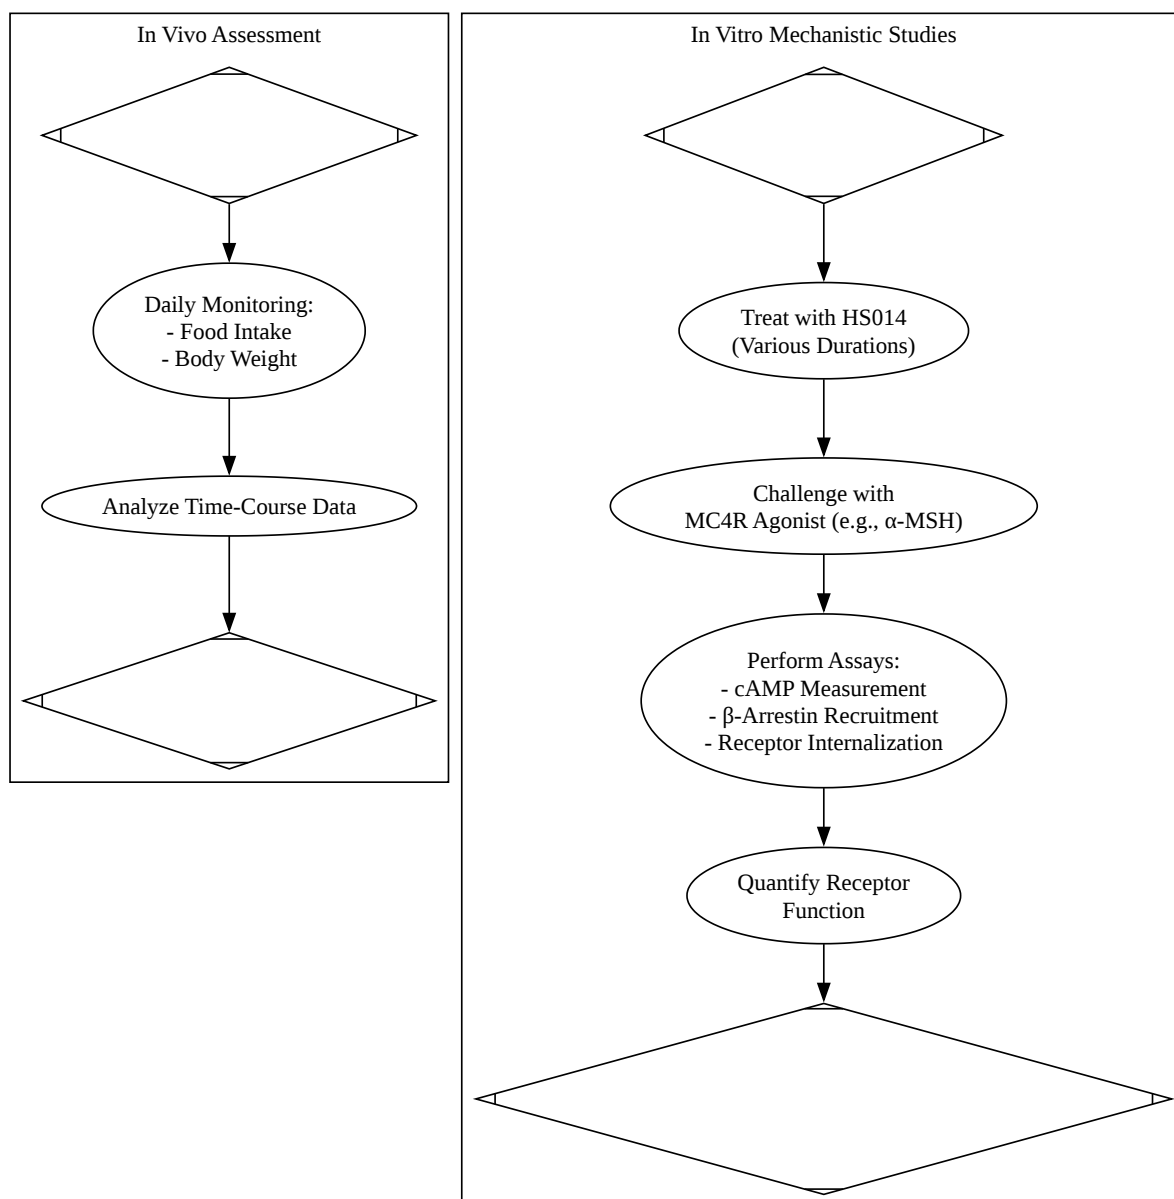 In Vivo Assessment
Daily Monitoring:
- Food Intake
- Body Weight
Analyze Time-Course Data
In Vitro Mechanistic Studies
Treat with HS014
(Various Durations)
Challenge with
MC4R Agonist (e.g., α-MSH)
Perform Assays:
- cAMP Measurement
- β-Arrestin Recruitment
- Receptor Internalization
Quantify Receptor
Function